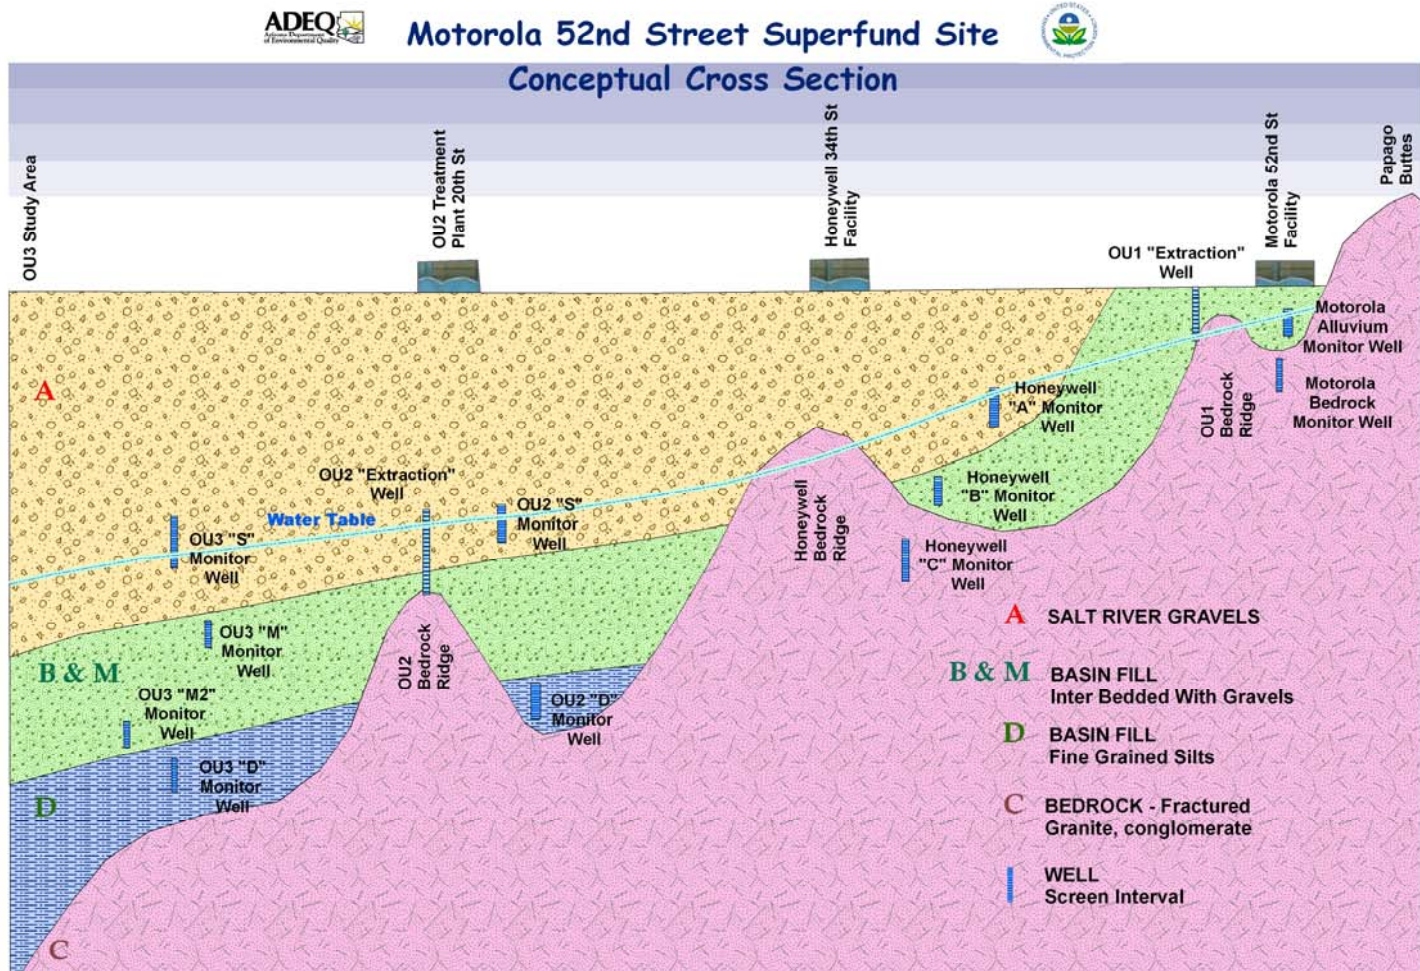 ADEQ
Arizona Department
of Environmental Quality
Motorola 52nd Street Superfund Site
Conceptual Cross Section
OU3 Study Area
OU2 Treatment
Plant 20th St
Honeywell 34th St
Facility
Motorola 52nd St
Facility
Papago
Buttes
OU1 "Extraction"
Well
Motorola
Alluvium
Monitor Well
Motorola
Bedrock
Monitor Well
OU1
Bedrock
Ridge
A
Honeywell
"A" Monitor
Well
Honeywell
"B" Monitor
Well
Honeywell
"C" Monitor
Well
Honeywell
Bedrock
Ridge
OU2 "Extraction"
Well
OU2 "S"
Monitor
Well
Water Table
OU3 "S"
Monitor
Well
OU3 "M"
Monitor
Well
OU2
Bedrock
Ridge
B & M
OU3 "M2"
Monitor
Well
OU2 "D"
Monitor
Well
OU3 "D"
Monitor
Well
D
C
A SALT RIVER GRAVELS
B & M BASIN FILL
Inter Bedded With Gravels
D BASIN FILL
Fine Grained Silts
C BEDROCK - Fractured
Granite, conglomerate
WELL
Screen Interval